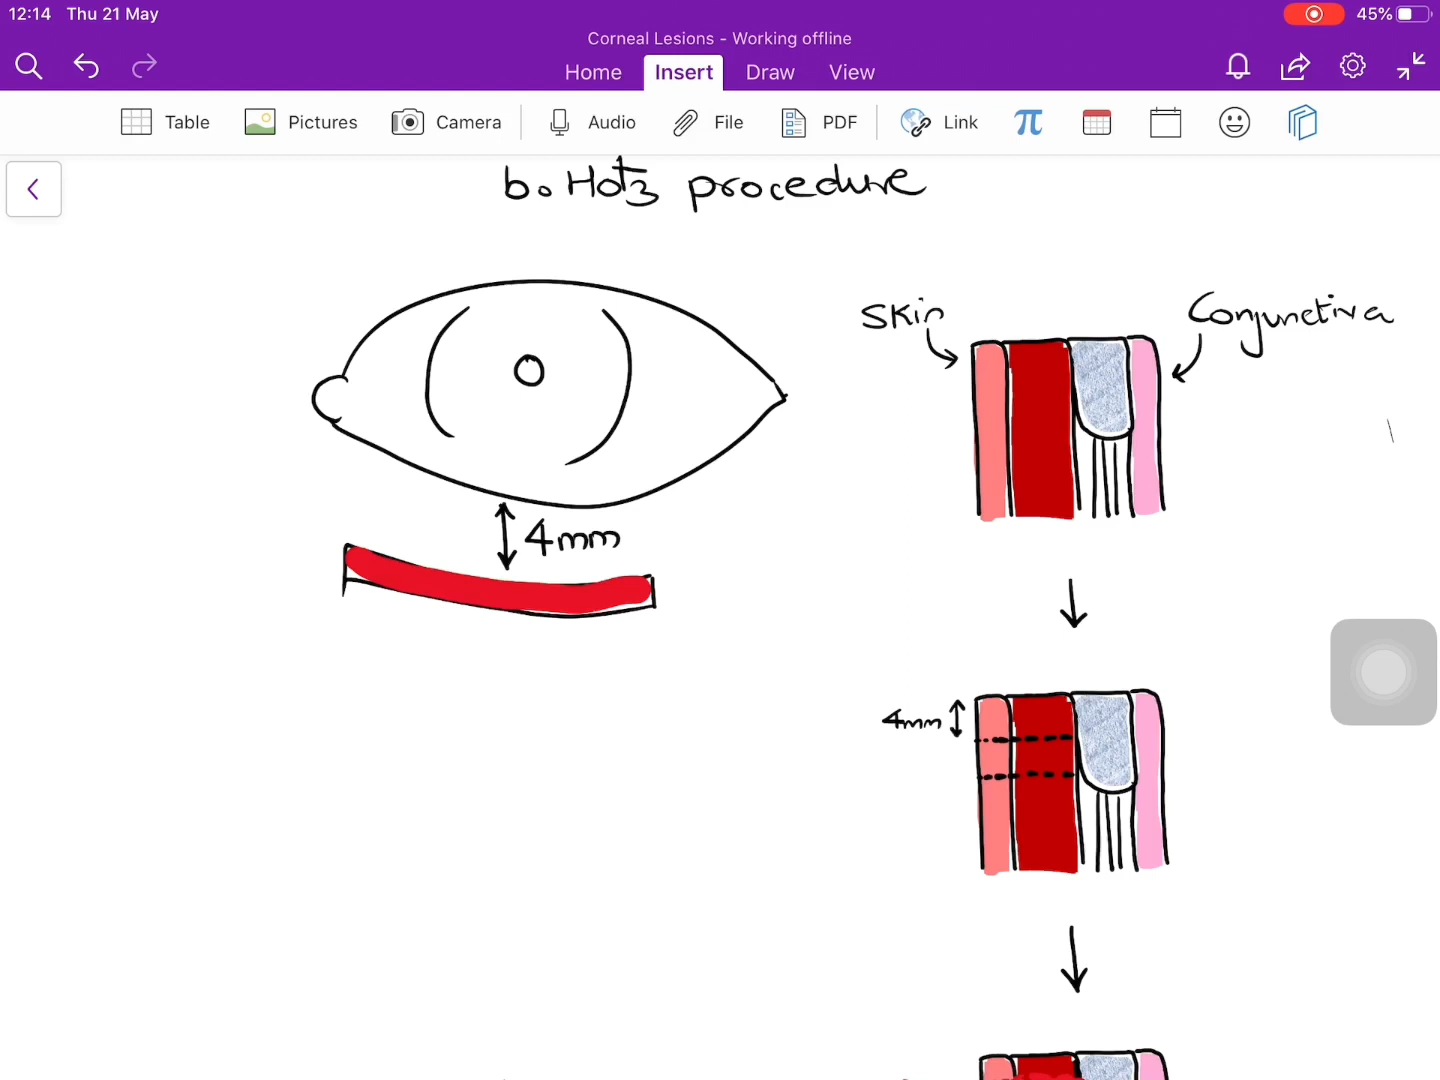 12:14 Thu 21 May
45%
Corneal Lesions - Working offline
Home Insert Draw View
Table Pictures Camera Audio File PDF Link π
b. Hotz procedure
Skin
Conjunctiva
4mm
4mm